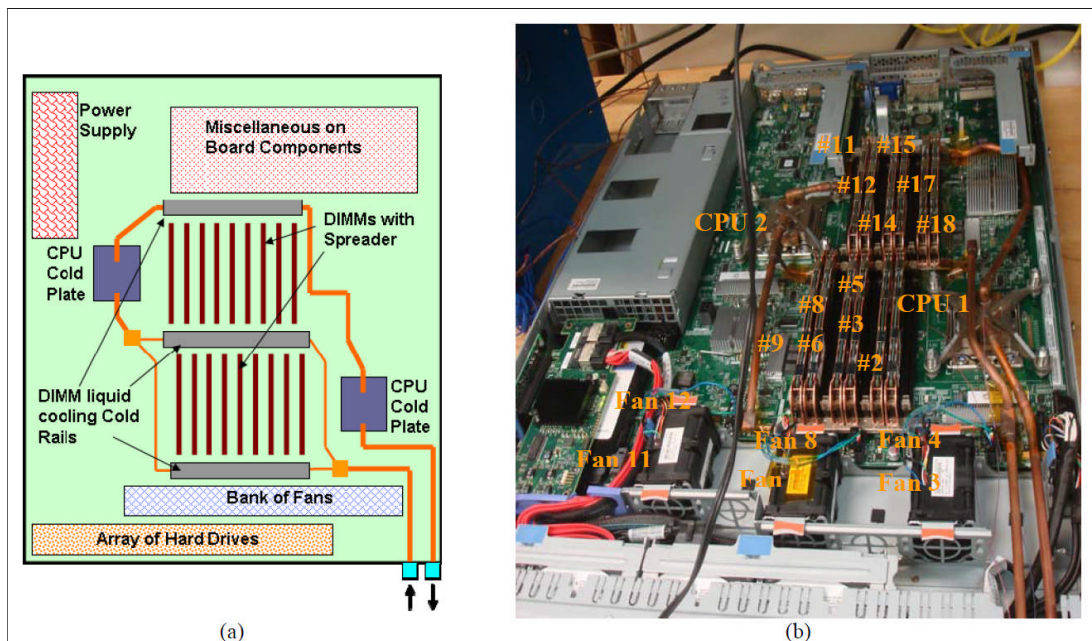 Power
Supply
Miscellaneous on
Board Components
DIMMs with
Spreader
CPU
Cold
Plate
DIMM liquid
cooling Cold
Rails
CPU
Cold
Plate
Bank of Fans
Array of Hard Drives
(a)
#11
#15
#12
#17
CPU 2
#14
#18
#5
#8
#3
CPU 1
#9
#6
#2
Fan 12
Fan 8
Fan 4
Fan 11
Fan
Fan 3
(b)